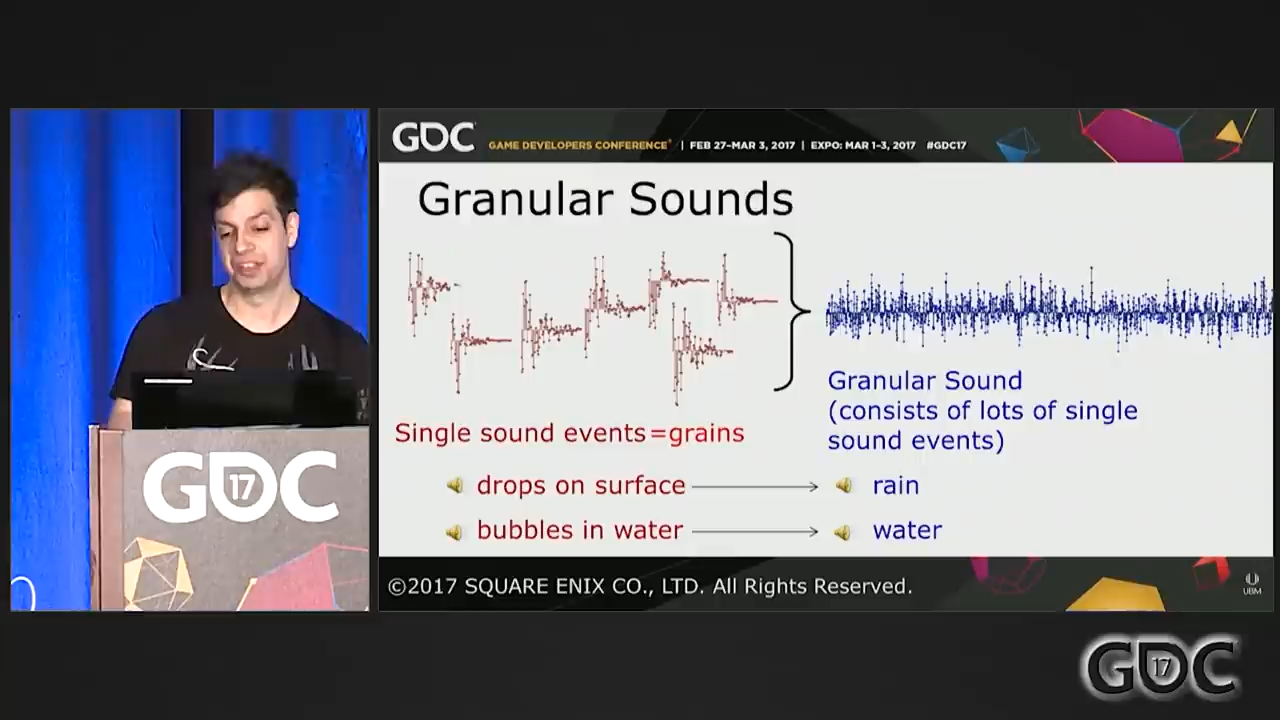 GDC GAME DEVELOPERS CONFERENCE® | FEB 27-MAR 3, 2017 | EXPO: MAR 1-3, 2017 #GDC17
Granular Sounds
Single sound events=grains
Granular Sound
(consists of lots of single
sound events)
drops on surface
rain
bubbles in water
water
©2017 SQUARE ENIX CO., LTD. All Rights Reserved.
UBM
GDC 17
GDC 17